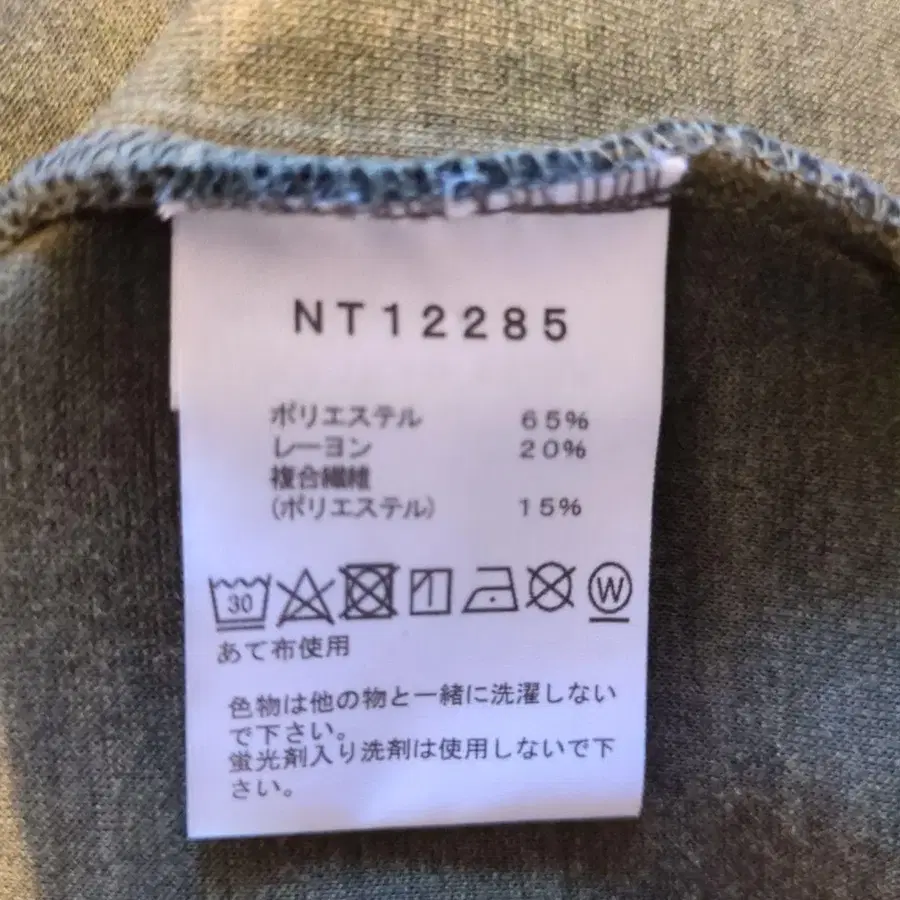 NT12285
ポリエステル 65%
レーヨン 20%
複合繊維
(ポリエステル) 15%
30 W
あて布使用
色物は他の物と一緒に洗濯しない
で下さい。
蛍光剤入り洗剤は使用しないで下
さい。